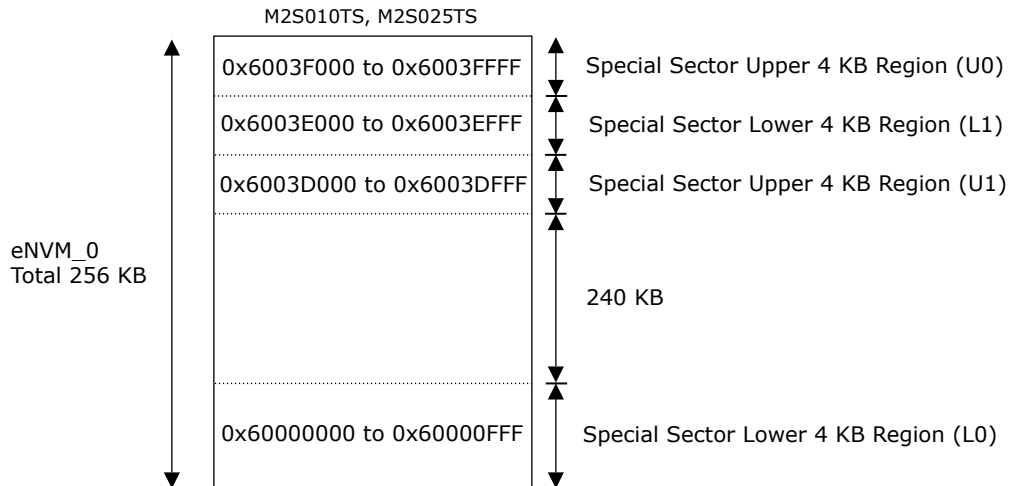 M2S010TS, M2S025TS
0x6003F000 to 0x6003FFFF
Special Sector Upper 4 KB Region (U0)
0x6003E000 to 0x6003EFFF
Special Sector Lower 4 KB Region (L1)
0x6003D000 to 0x6003DFFF
Special Sector Upper 4 KB Region (U1)
eNVM_0
Total 256 KB
240 KB
0x60000000 to 0x60000FFF
Special Sector Lower 4 KB Region (L0)